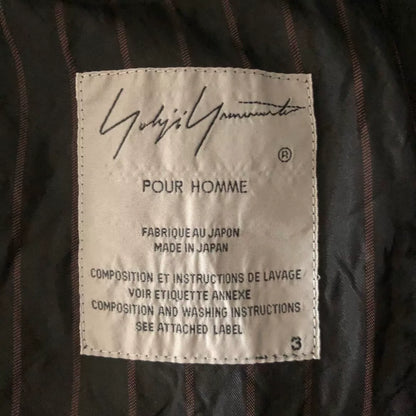 Yohji Yamamoto
®
POUR HOMME
FABRIQUE AU JAPON
MADE IN JAPAN
COMPOSITION ET INSTRUCTIONS DE LAVAGE
VOIR ETIQUETTE ANNEXE
COMPOSITION AND WASHING INSTRUCTIONS
SEE ATTACHED LABEL
3